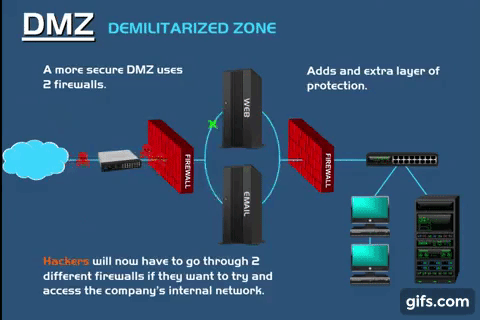 DMZ DEMILITARIZED ZONE
A more secure DMZ uses
2 firewalls.
Adds and extra layer of
protection.
WEB
FIREWALL
FIREWALL
EMAIL
Hackers will now have to go through 2
different firewalls if they want to try and
access the company's internal network.
gifs.com